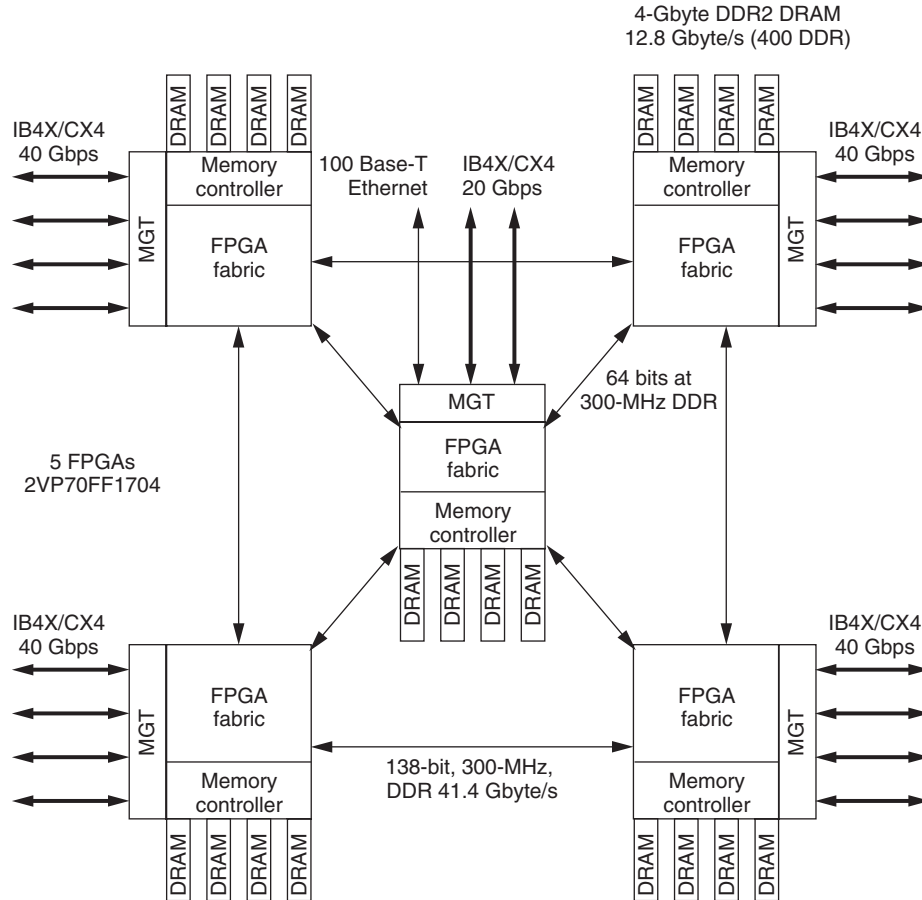 4-Gbyte DDR2 DRAM
12.8 Gbyte/s (400 DDR)
DRAM
DRAM
DRAM
DRAM
DRAM
DRAM
DRAM
DRAM
IB4X/CX4
40 Gbps
Memory
controller
MGT
FPGA
fabric
100 Base-T
Ethernet
IB4X/CX4
20 Gbps
Memory
controller
FPGA
fabric
MGT
IB4X/CX4
40 Gbps
64 bits at
300-MHz DDR
MGT
FPGA
fabric
Memory
controller
DRAM
DRAM
DRAM
DRAM
5 FPGAs
2VP70FF1704
IB4X/CX4
40 Gbps
MGT
FPGA
fabric
Memory
controller
DRAM
DRAM
DRAM
DRAM
138-bit, 300-MHz,
DDR 41.4 Gbyte/s
FPGA
fabric
Memory
controller
MGT
IB4X/CX4
40 Gbps
DRAM
DRAM
DRAM
DRAM